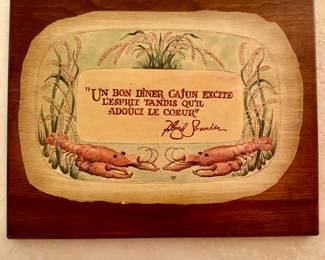 "UN BON DÎNER CAJUN EXCITE
L'ESPRIT TANDIS QU'IL
ADOUCI LE COEUR"